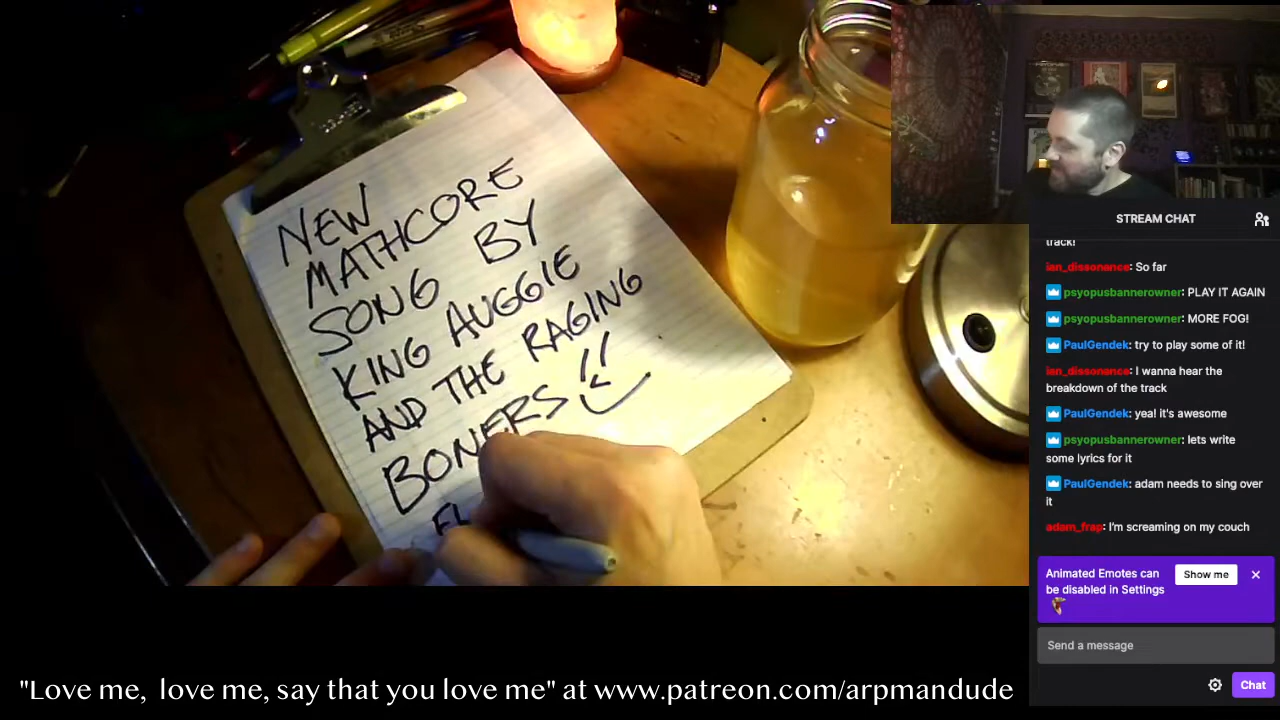 NEW
MATHCORE
SONG BY
KING AUGGIE
AND THE RAGING
BONERS!!
STREAM CHAT
track!
ian_dissonance: So far
psyopusbannerowner: PLAY IT AGAIN
psyopusbannerowner: MORE FOG!
PaulGendek: try to play some of it!
ian_dissonance: I wanna hear the
breakdown of the track
PaulGendek: yea! it's awesome
psyopusbannerowner: lets write
some lyrics for it
PaulGendek: adam needs to sing over
it
adam_frap: I'm screaming on my couch
Animated Emotes can
be disabled in Settings
Show me
Send a message
Chat
"Love me, love me, say that you love me" at www.patreon.com/arpmandude